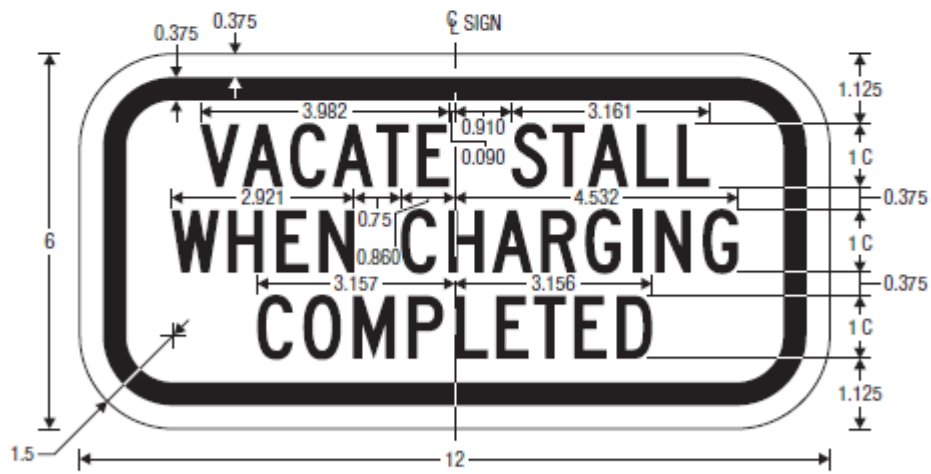 ℄ SIGN
0.375
0.375
3.982
0.910
3.161
1.125
VACATE STALL
0.090
1 C
2.921
0.75
4.532
0.375
WHEN CHARGING
0.860
6
1 C
3.157
3.156
0.375
COMPLETED
1 C
1.125
1.5
12